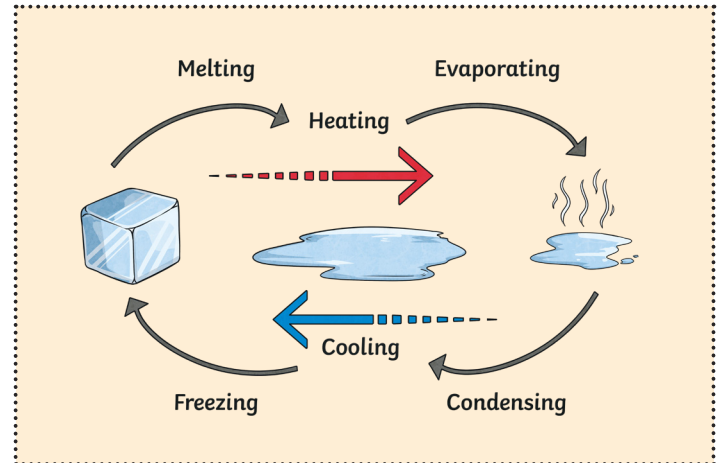 Melting
Evaporating
Heating
Cooling
Freezing
Condensing